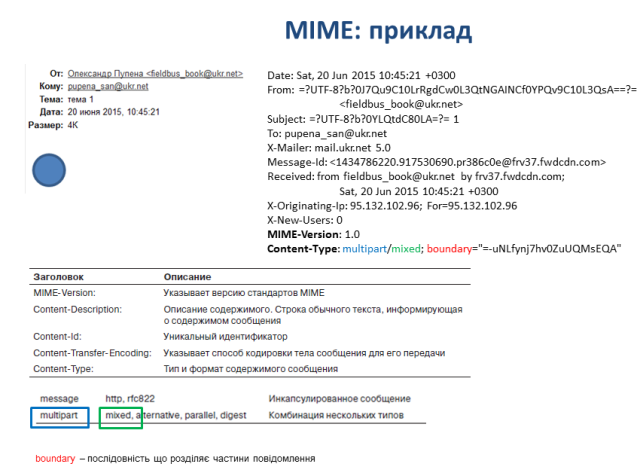 MIME: приклад
От: Олександр Пупена <fieldbus_book@ukr.net>
Кому: pupena_san@ukr.net
Тема: тема 1
Дата: 20 июня 2015, 10:45:21
Размер: 4K
Date: Sat, 20 Jun 2015 10:45:21 +0300
From: =?UTF-8?b?0J7Qu9C10LrRgdCw0L3QtNGAINCf0YPQv9C10L3QsA==?=
<fieldbus_book@ukr.net>
Subject: =?UTF-8?b?0YLQtdC80LA=?= 1
To: pupena_san@ukr.net
X-Mailer: mail.ukr.net 5.0
Message-Id: <1434786220.917530690.pr386c0e@frv37.fwdcdn.com>
Received: from fieldbus_book@ukr.net by frv37.fwdcdn.com;
Sat, 20 Jun 2015 10:45:21 +0300
X-Originating-Ip: 95.132.102.96; For=95.132.102.96
X-New-Users: 0
MIME-Version: 1.0
Content-Type: multipart/mixed; boundary="=-uNLfynj7hv0ZuUQMsEQA"
Заголовок Описание
MIME-Version: Указывает версию стандартов MIME
Content-Description: Описание содержимого. Строка обычного текста, информирующая
о содержимом сообщения
Content-Id: Уникальный идентификатор
Content-Transfer-Encoding: Указывает способ кодировки тела сообщения для его передачи
Content-Type: Тип и формат содержимого сообщения
message http, rfc822 Инкапсулированное сообщение
multipart mixed, alternative, parallel, digest Комбинация нескольких типов
boundary – послідовність що розділяє частини повідомлення